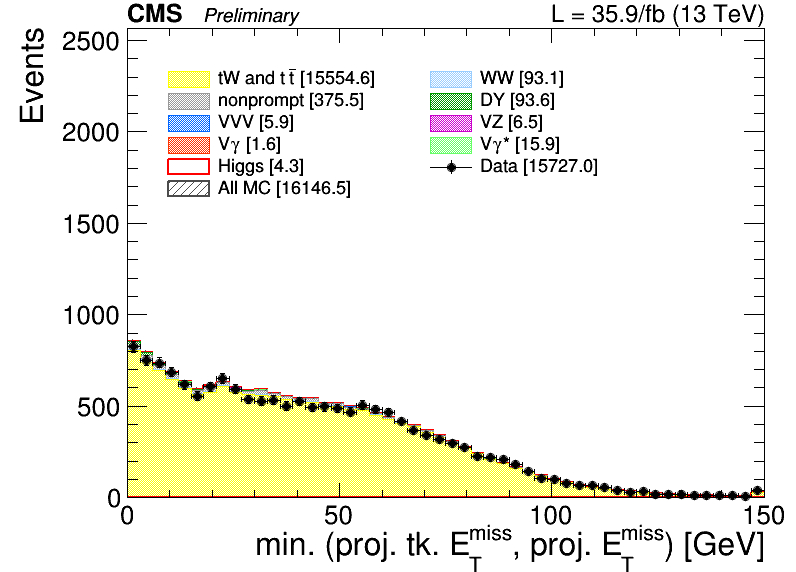 CMS Preliminary L = 35.9/fb (13 TeV)
Events
2500
2000
1500
1000
500
0
tW and t t̄ [15554.6]
nonprompt [375.5]
VVV [5.9]
Vγ [1.6]
Higgs [4.3]
All MC [16146.5]
WW [93.1]
DY [93.6]
VZ [6.5]
Vγ* [15.9]
Data [15727.0]
0 50 100 150
min. (proj. tk. E_T^miss, proj. E_T^miss) [GeV]